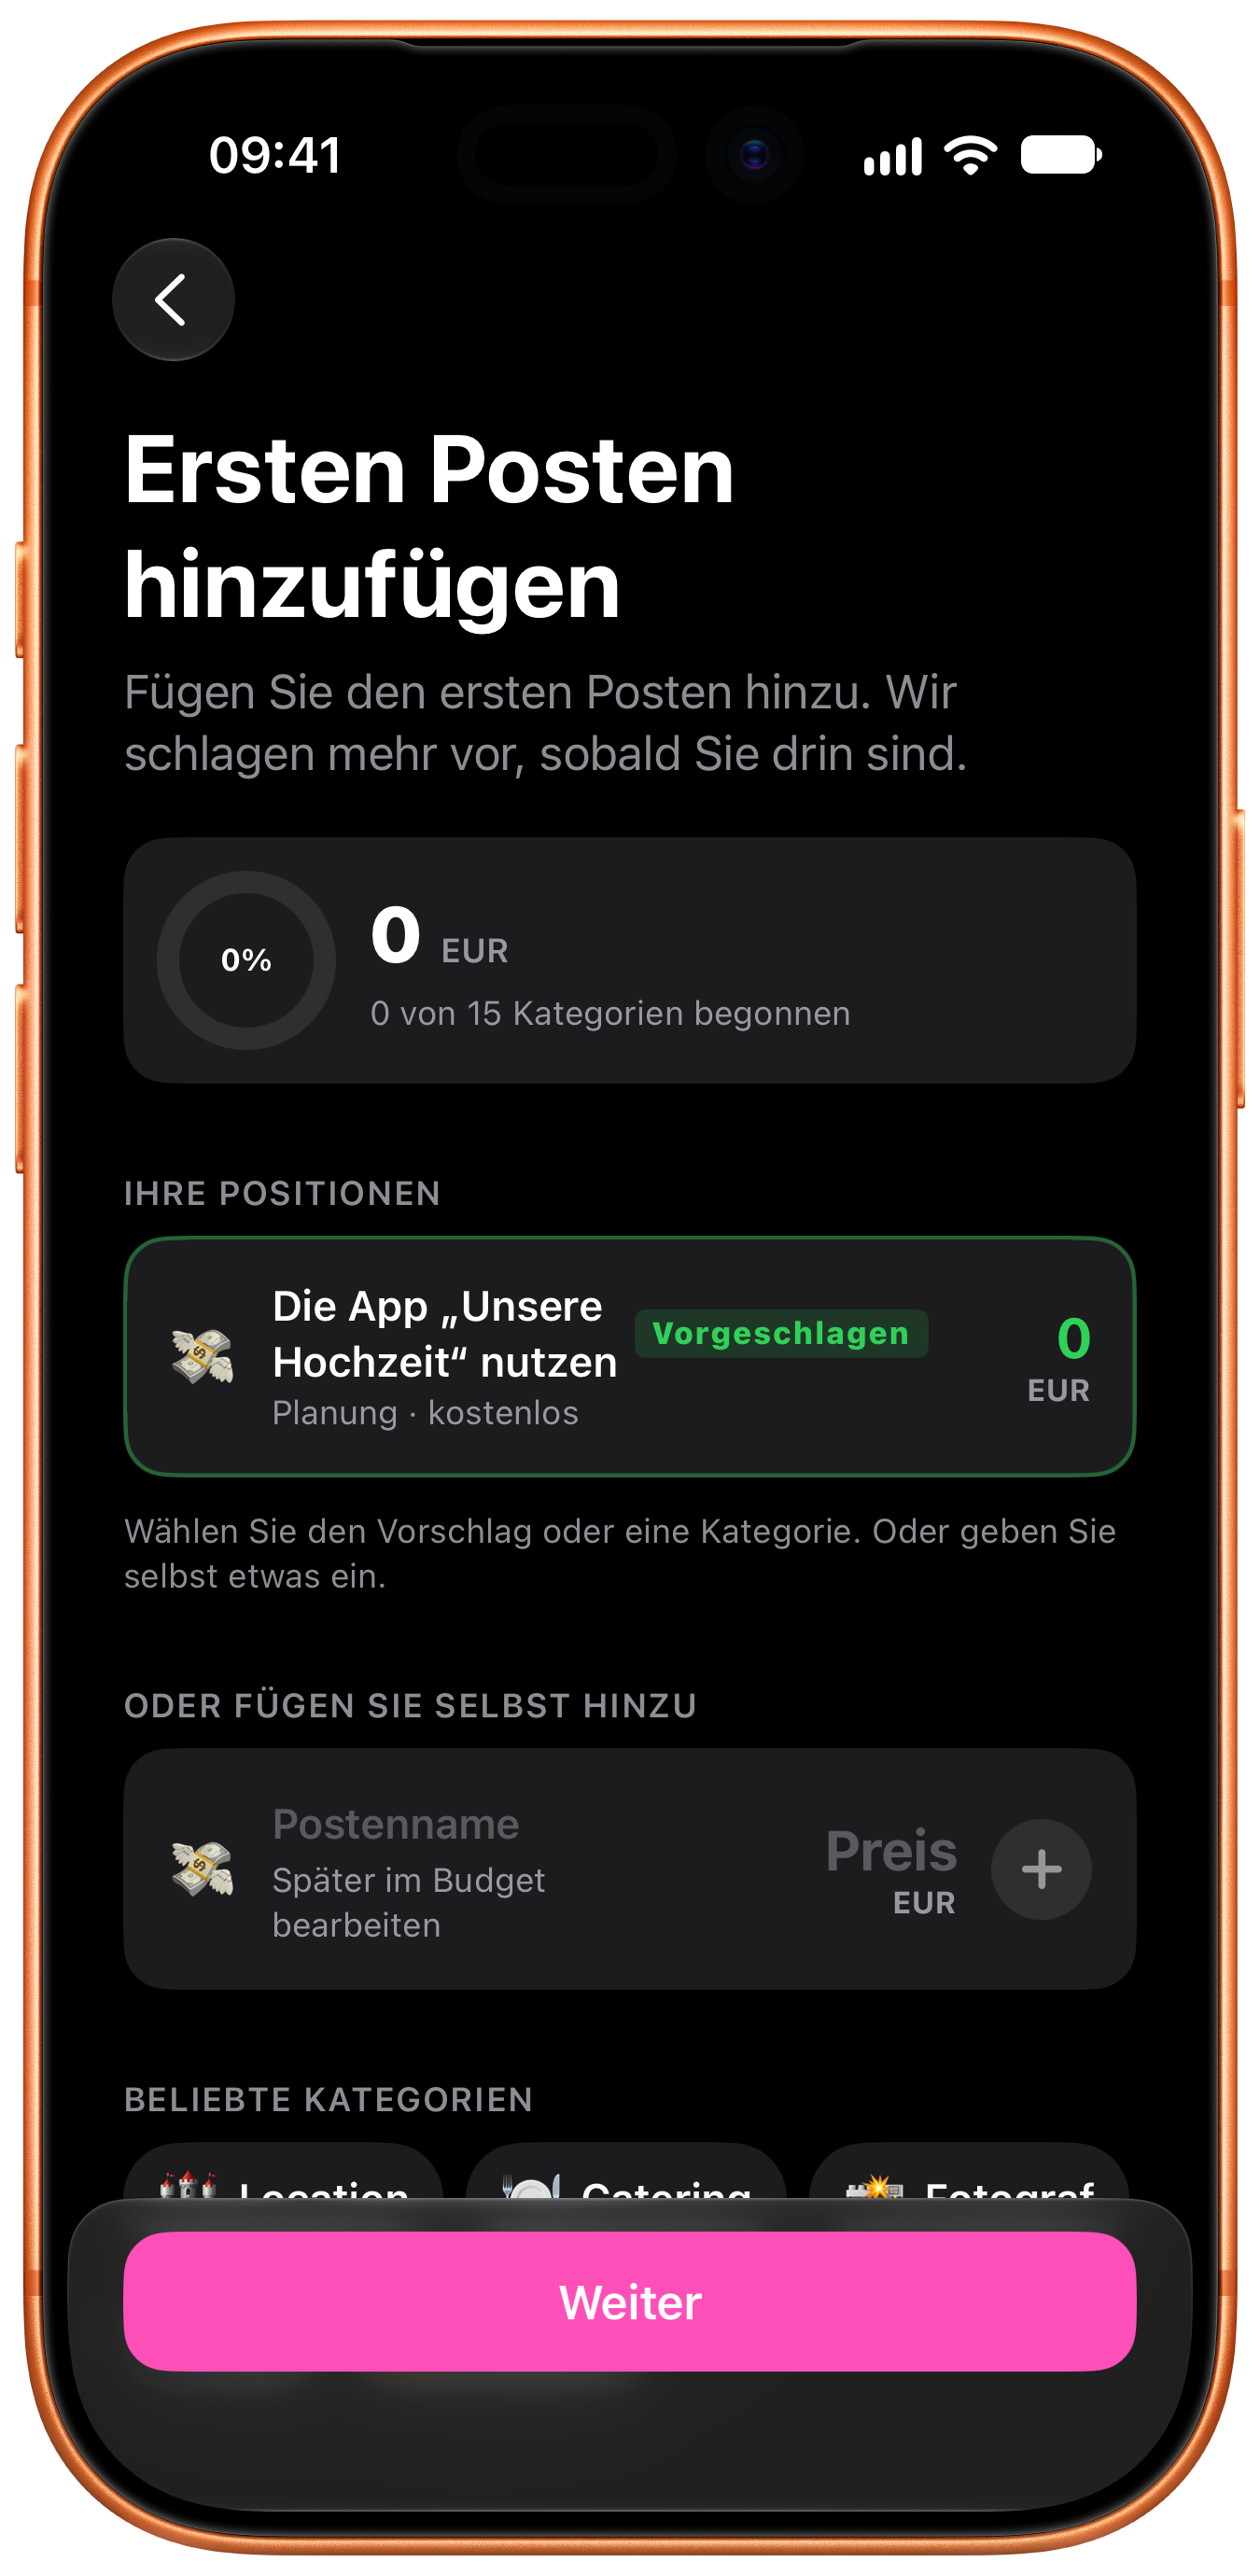 09:41
Ersten Posten
hinzufügen
Fügen Sie den ersten Posten hinzu. Wir
schlagen mehr vor, sobald Sie drin sind.
0%
0 EUR
0 von 15 Kategorien begonnen
IHRE POSITIONEN
Die App „Unsere
Hochzeit“ nutzen
Vorgeschlagen
Planung · kostenlos
0
EUR
Wählen Sie den Vorschlag oder eine Kategorie. Oder geben Sie
selbst etwas ein.
ODER FÜGEN SIE SELBST HINZU
Postenname
Später im Budget
bearbeiten
Preis
EUR
BELIEBTE KATEGORIEN
Location Catering Fotograf
Weiter